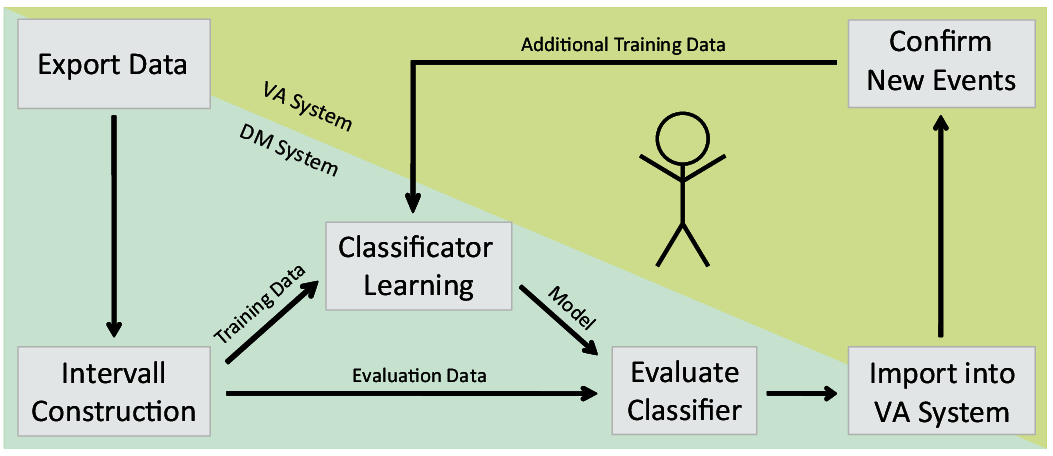 Export Data
VA System
DM System
Additional Training Data
Confirm
New Events
Classificator
Learning
Training Data
Model
Intervall
Construction
Evaluation Data
Evaluate
Classifier
Import into
VA System